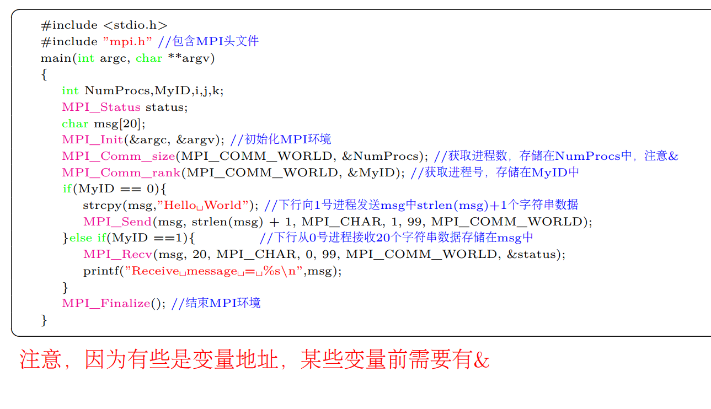 #include <stdio.h>
#include "mpi.h" //包含MPI头文件
main(int argc, char **argv)
{
int NumProcs,MyID,i,j,k;
MPI_Status status;
char msg[20];
MPI_Init(&argc, &argv); //初始化MPI环境
MPI_Comm_size(MPI_COMM_WORLD, &NumProcs); //获取进程数，存储在NumProcs中，注意&
MPI_Comm_rank(MPI_COMM_WORLD, &MyID); //获取进程号，存储在MyID中
if(MyID == 0){
strcpy(msg,"Hello␣World"); //下行向1号进程发送msg中strlen(msg)+1个字符串数据
MPI_Send(msg, strlen(msg) + 1, MPI_CHAR, 1, 99, MPI_COMM_WORLD);
}else if(MyID ==1){ //下行从0号进程接收20个字符串数据存储在msg中
MPI_Recv(msg, 20, MPI_CHAR, 0, 99, MPI_COMM_WORLD, &status);
printf("Receive␣message␣=␣%s\n",msg);
}
MPI_Finalize(); //结束MPI环境
}
注意，因为有些是变量地址，某些变量前需要有&